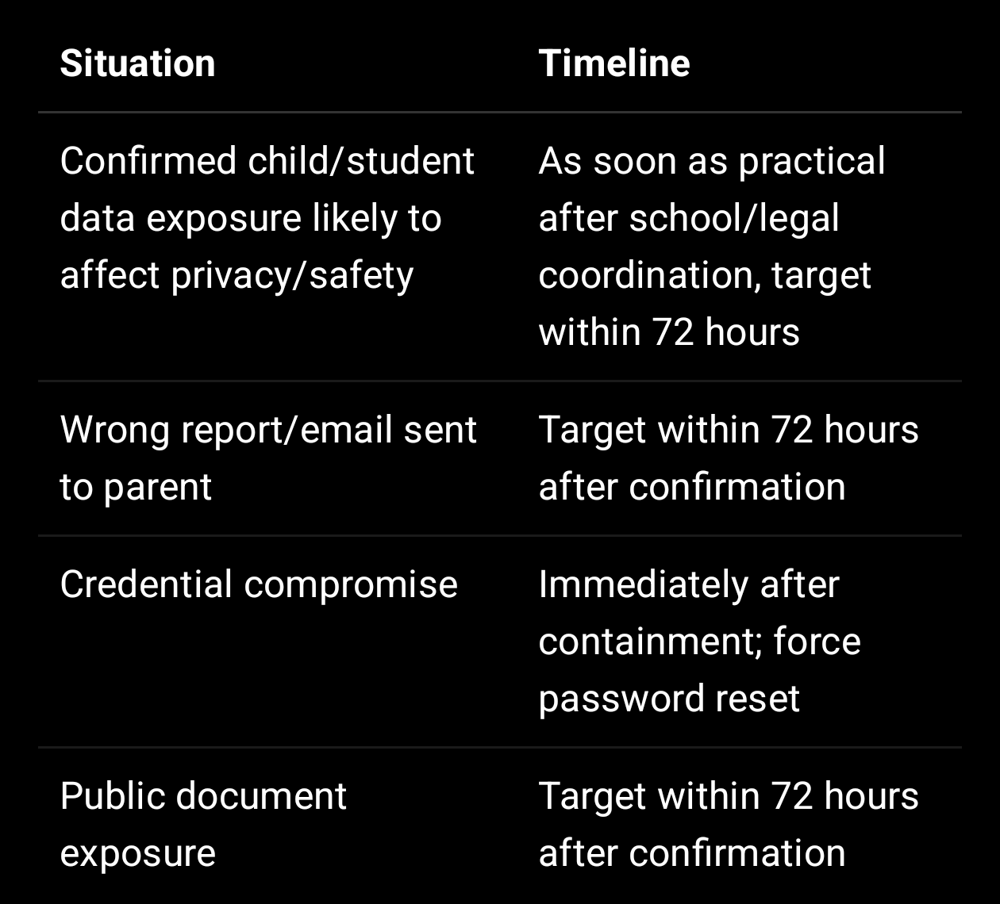 Situation
Timeline
Confirmed child/student
data exposure likely to
affect privacy/safety
As soon as practical
after school/legal
coordination, target
within 72 hours
Wrong report/email sent
to parent
Target within 72 hours
after confirmation
Credential compromise
Immediately after
containment; force
password reset
Public document
exposure
Target within 72 hours
after confirmation